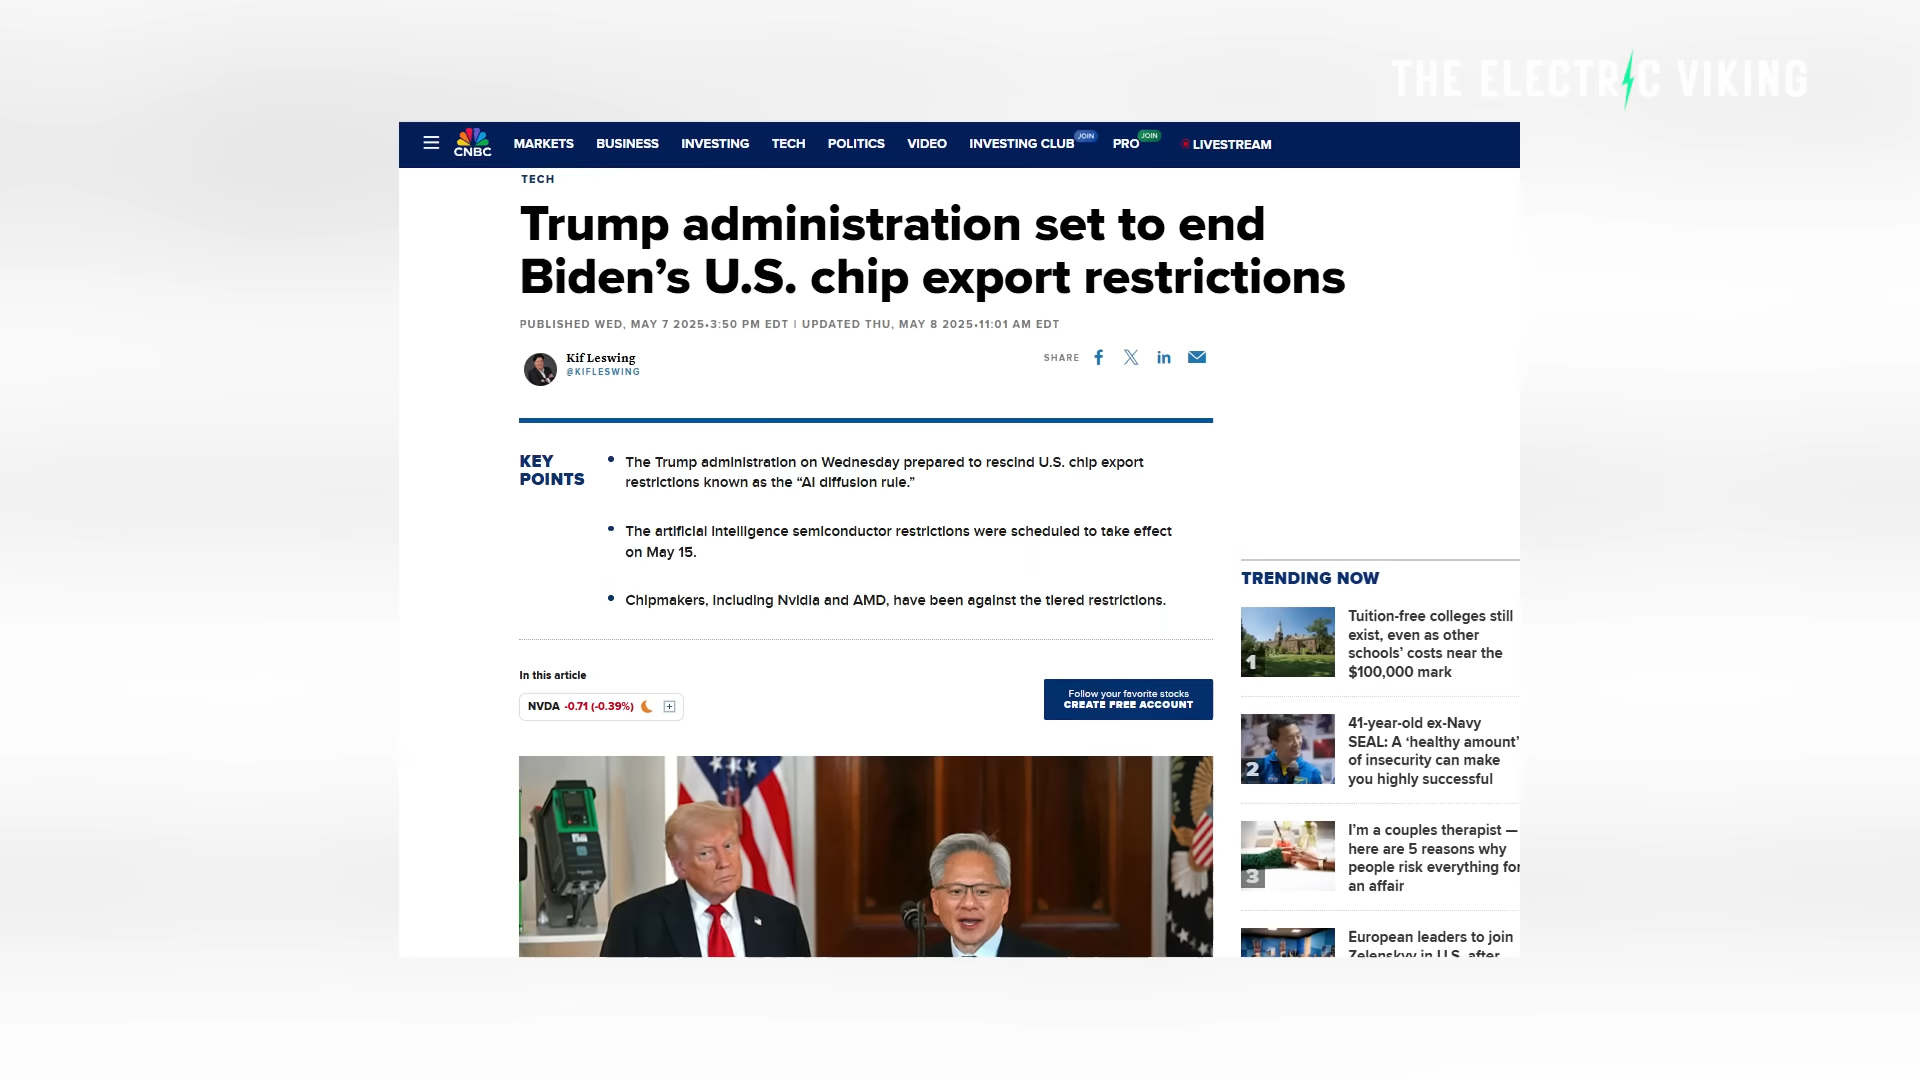 THE ELECTRIC VIKING
CNBC
MARKETS BUSINESS INVESTING TECH POLITICS VIDEO INVESTING CLUB JOIN PRO JOIN LIVESTREAM
TECH
Trump administration set to end
Biden’s U.S. chip export restrictions
PUBLISHED WED, MAY 7 2025•3:50 PM EDT | UPDATED THU, MAY 8 2025•11:01 AM EDT
Kif Leswing
@KIFLESWING
SHARE
KEY
POINTS
The Trump administration on Wednesday prepared to rescind U.S. chip export
restrictions known as the “AI diffusion rule.”
The artificial intelligence semiconductor restrictions were scheduled to take effect
on May 15.
Chipmakers, including Nvidia and AMD, have been against the tiered restrictions.
In this article
NVDA -0.71 (-0.39%)
Follow your favorite stocks
CREATE FREE ACCOUNT
TRENDING NOW
1
Tuition-free colleges still
exist, even as other
schools’ costs near the
$100,000 mark
2
41-year-old ex-Navy
SEAL: A ‘healthy amount’
of insecurity can make
you highly successful
3
I’m a couples therapist —
here are 5 reasons why
people risk everything for
an affair
European leaders to join
Zelenskyy in U.S. after